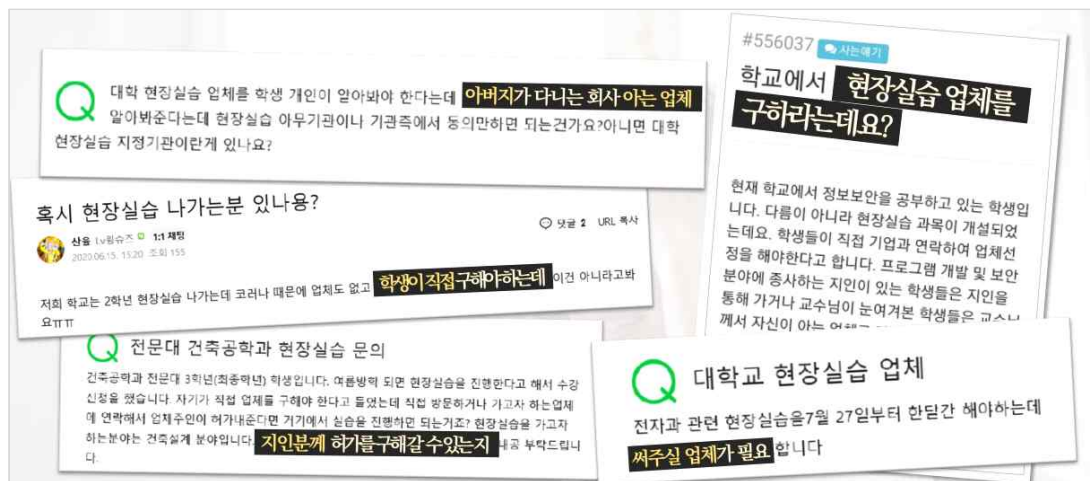 Q 대학 현장실습 업체를 학생 개인이 알아봐야 한다는데 아버지가 다니는 회사 아는 업체
알아봐준다는데 현장실습 아무기관이나 기관측에서 동의만하면 되는건가요?아니면 대학
현장실습 지정기관이란게 있나요?
혹시 현장실습 나가는분 있나용?
댓글 2 URL 복사
1:1 채팅
2020.06.15. 15:20 조회 155
저희 학교는 2학년 현장실습 나가는데 코러나 때문에 업체도 없고 학생이 직접 구해야하는데 이건 아니라고봐
요ㅠㅠ
Q 전문대 건축공학과 현장실습 문의
건축공학과 전문대 3학년(최종학년) 학생입니다. 여름방학 되면 현장실습을 진행한다고 해서 수강
신청을 했습니다. 자기가 직접 업체를 구해야 한다고 들었는데 직접 방문하거나 가고자 하는업체
에 연락해서 업체주인이 허가내준다면 거기에서 실습을 진행하면 되는거죠? 현장실습을 가고자
하는분야는 건축설계 분야입니다. 지인분께 허가를구해갈 수있는지 내공 부탁드립니
다.
#556037 사는얘기
학교에서 현장실습 업체를
구하라는데요?
현재 학교에서 정보보안을 공부하고 있는 학생입
니다. 다름이 아니라 현장실습 과목이 개설되었
는데요. 학생들이 직접 기업과 연락하여 업체선
정을 해야한다고 합니다. 프로그램 개발 및 보안
분야에 종사하는 지인이 있는 학생들은 지인을
통해 가거나 교수님이 눈여겨본 학생들은 교수님
께서 자신이 아는
Q 대학교 현장실습 업체
전자과 관련 현장실습을7월 27일부터 한달간 해야하는데
써주실 업체가 필요합니다